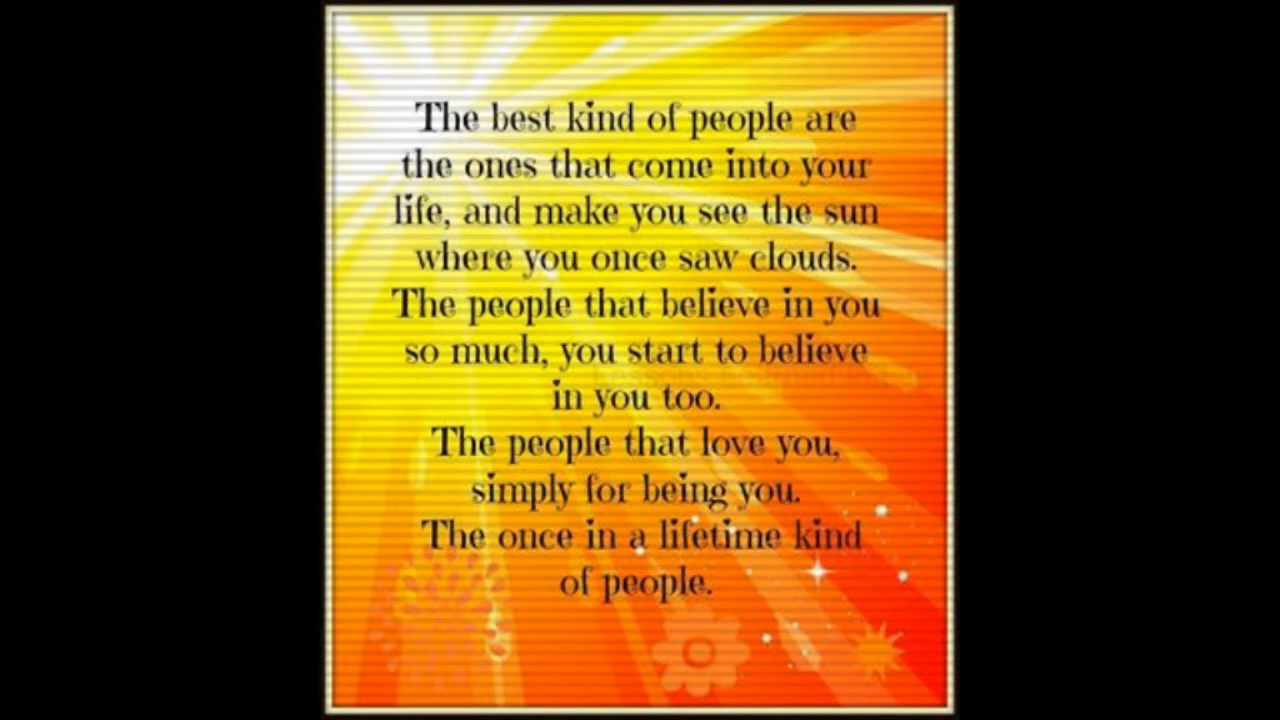 The best kind of people are
the ones that come into your
life, and make you see the sun
where you once saw clouds.
The people that believe in you
so much, you start to believe
in you too.
The people that love you,
simply for being you.
The once in a lifetime kind
of people.